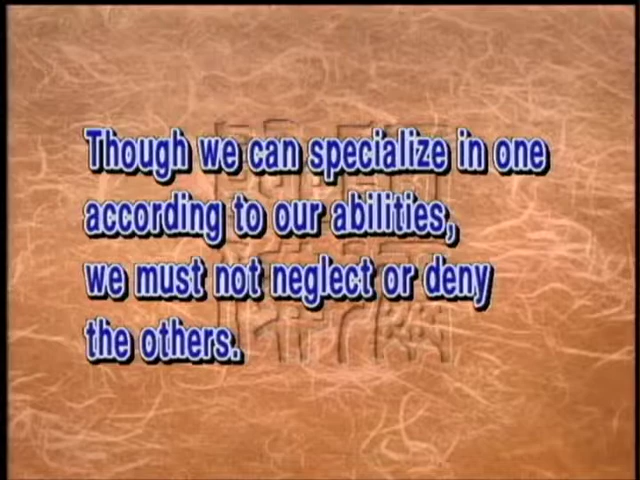 Though we can specialize in one
according to our abilities,
we must not neglect or deny
the others.